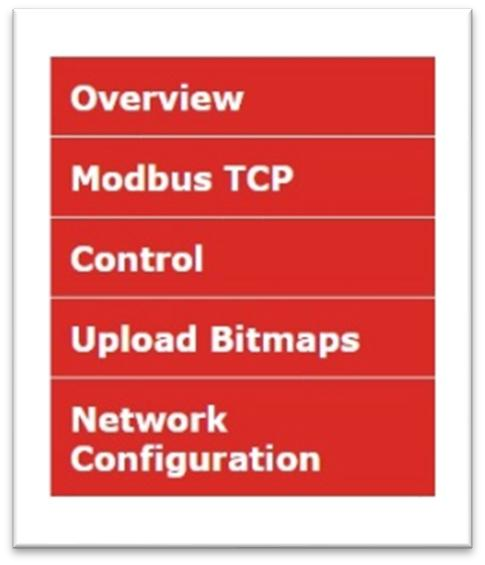 Overview
Modbus TCP
Control
Upload Bitmaps
Network
Configuration